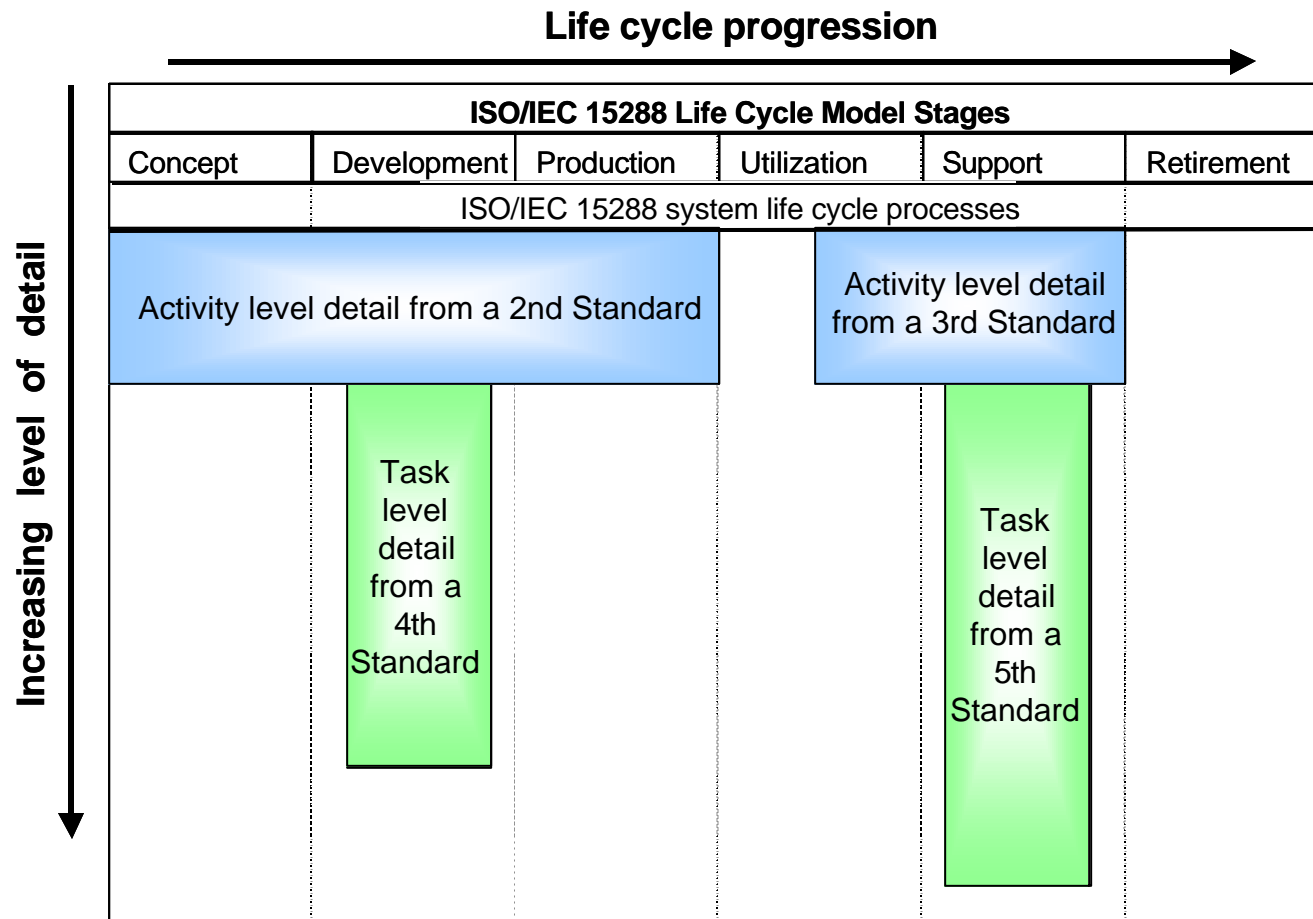 Life cycle progression
Increasing level of detail
ISO/IEC 15288 Life Cycle Model Stages
Concept Development Production Utilization Support Retirement
ISO/IEC 15288 system life cycle processes
Activity level detail from a 2nd Standard
Activity level detail
from a 3rd Standard
Task
level
detail
from a
4th
Standard
Task
level
detail
from a
5th
Standard